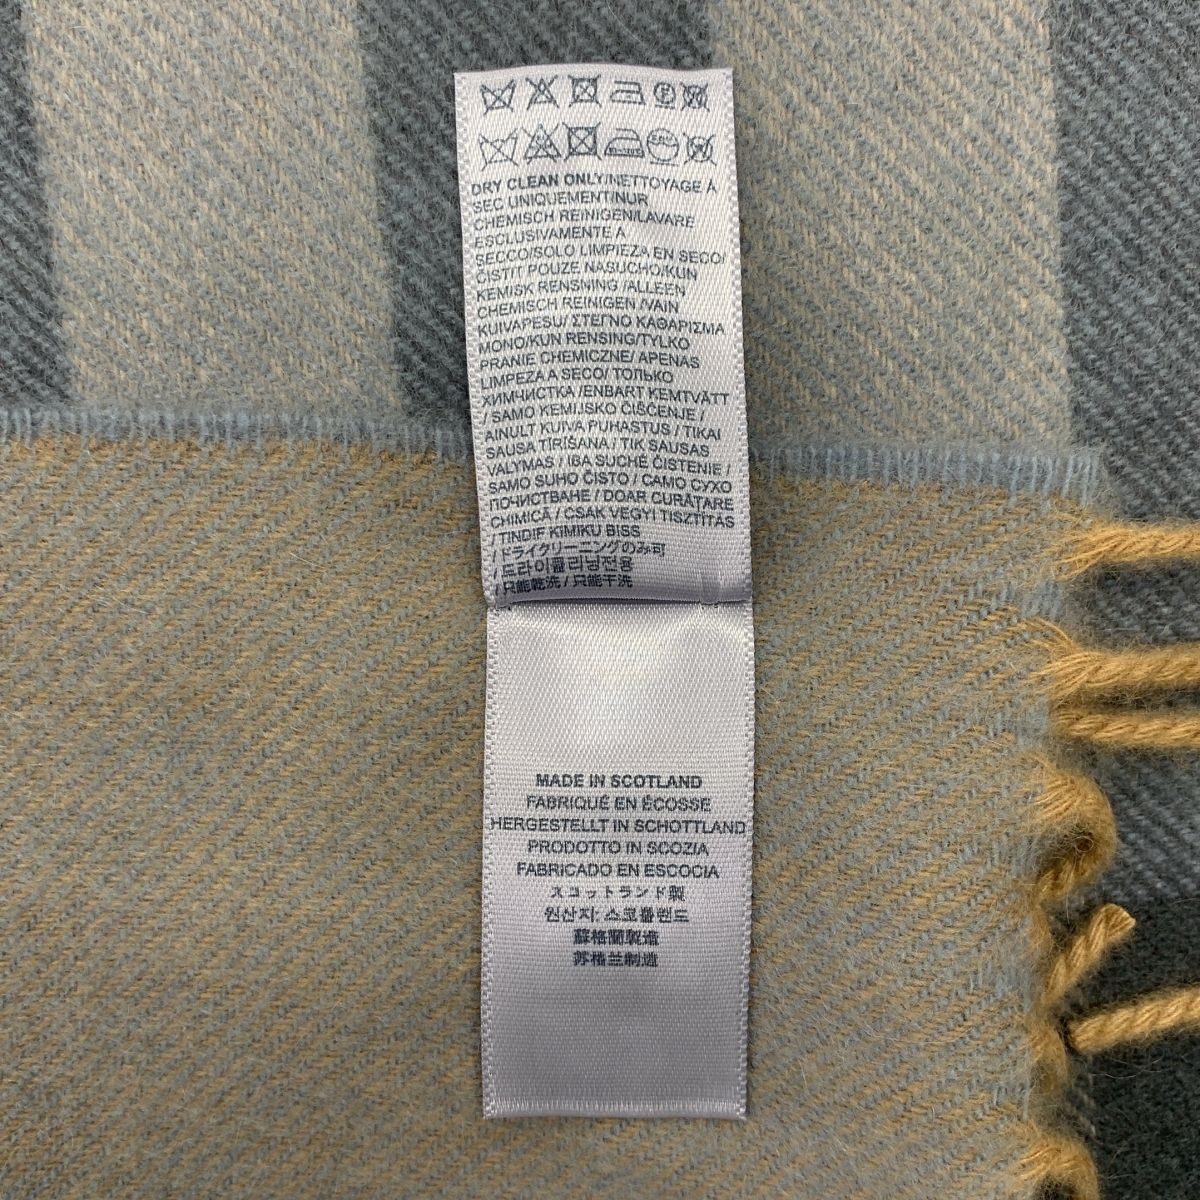 DRY CLEAN ONLY/NETTOYAGE À
SEC UNIQUEMENT/NUR
CHEMISCH REINIGEN/LAVARE
ESCLUSIVAMENTE A
SECCO/SOLO LIMPIEZA EN SECO/
ČISTIT POUZE NASUCHO/KUN
KEMISK RENSNING/ALLEEN
CHEMISCH REINIGEN /VAIN
KUIVAPESU/ ΣΤΕΓΝΟ ΚΑΘΑΡΙΣΜΑ
ΜΟΝΟ/KUN RENSING/TYLKO
PRANIE CHEMICZNE/ APENAS
LIMPEZA A SECO/ ТОЛЬКО
ХИМЧИСТКА /ENBART KEMTVÄTT
/ SAMO KEMIJSKO ČIŠČENJE /
AINULT KUIVA PUHASTUS / TIKAI
SAUSA TĪRĪŠANA / TIK SAUSAS
VALYMAS / IBA SUCHÉ ČISTENIE /
SAMO SUHO ČISTO / САМО СУХО
ПОЧИСТВАНЕ / DOAR CURĂȚARE
CHIMICĂ / CSAK VEGYI TISZTÍTÁS
/ TINDIF KIMIKU BISS
/ ドライクリーニングのみ可
/ 드라이클리닝전용
/ 只能乾洗 / 只能干洗
MADE IN SCOTLAND
FABRIQUÉ EN ÉCOSSE
HERGESTELLT IN SCHOTTLAND
PRODOTTO IN SCOZIA
FABRICADO EN ESCOCIA
スコットランド製
원산지: 스코틀랜드
蘇格蘭製造
苏格兰制造